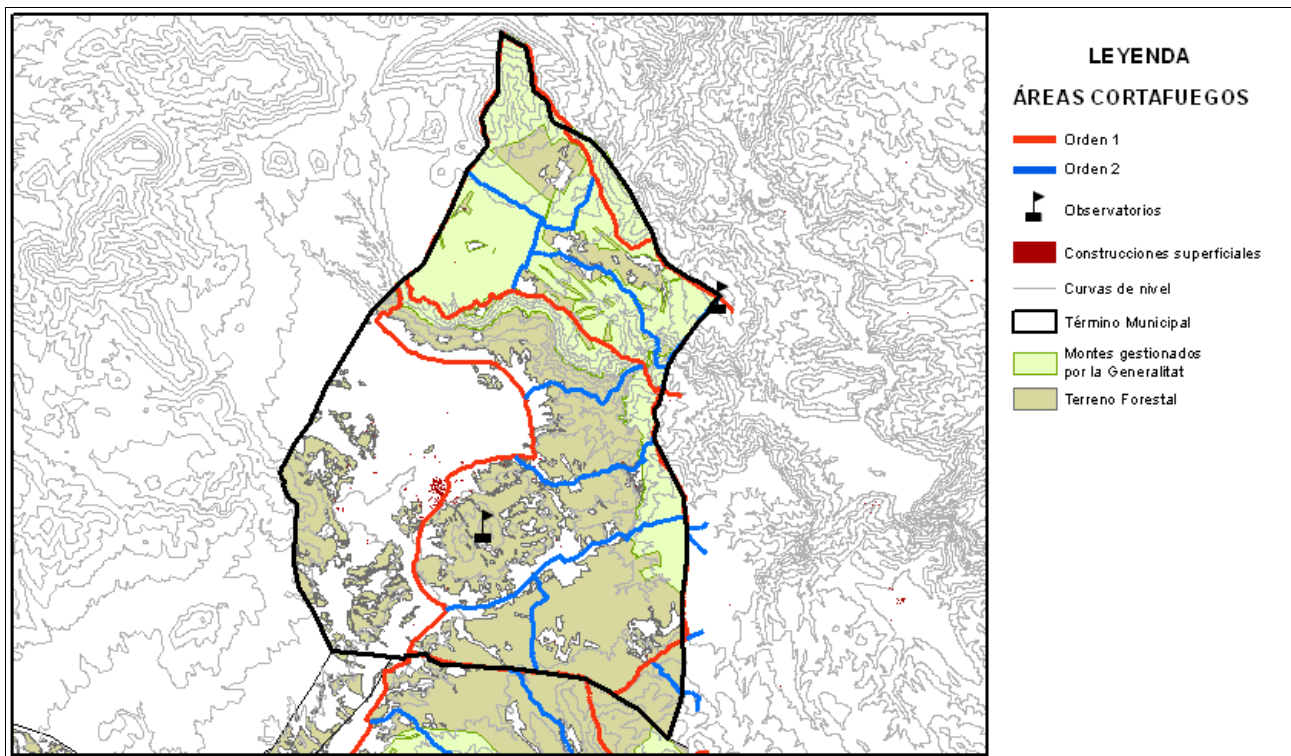 LEYENDA
ÁREAS CORTAFUEGOS
Orden 1
Orden 2
Observatorios
Construcciones superficiales
Curvas de nivel
Término Municipal
Montes gestionados
por la Generalitat
Terreno Forestal